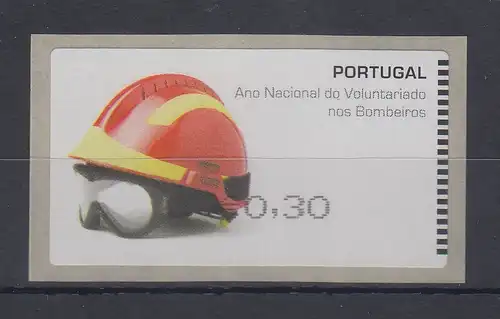 PORTUGAL
Ano Nacional do Voluntariado
nos Bombeiros
0,30